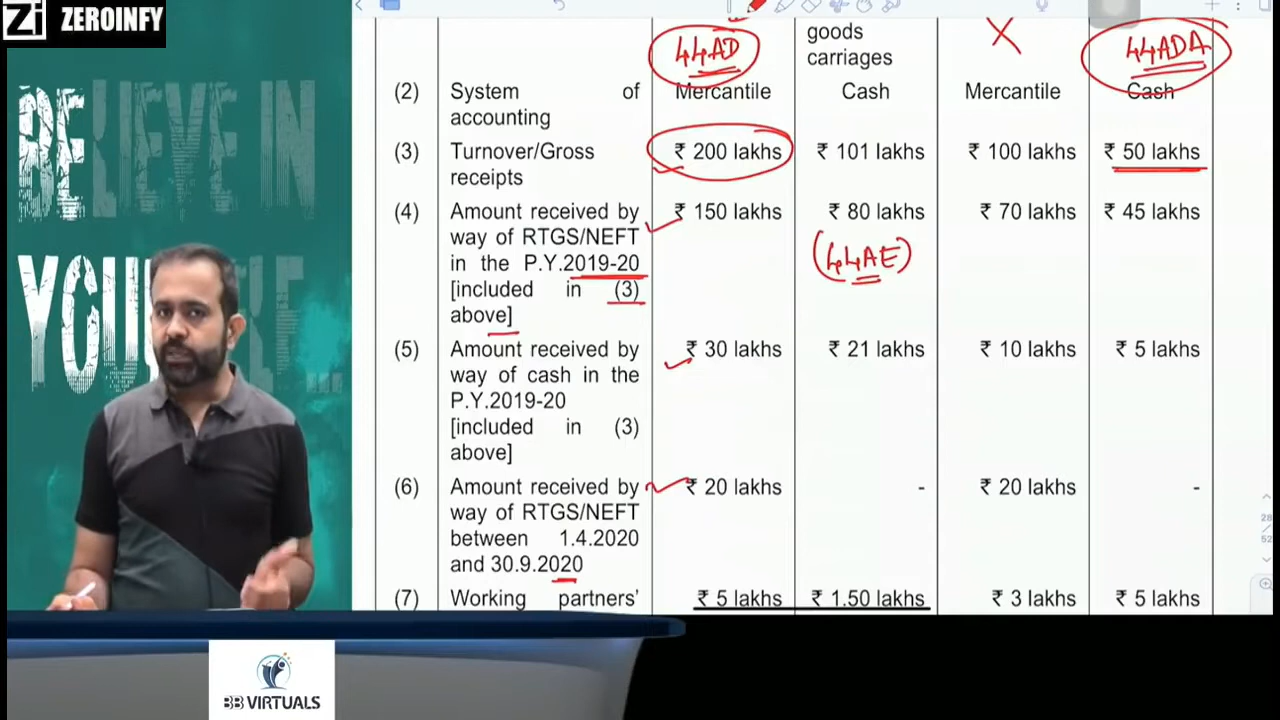 ZEROINFY
BELIEVE IN
goods
carriages
44AD
44ADA
(2) System of Mercantile Cash Mercantile Cash
accounting
(3) Turnover/Gross ₹ 200 lakhs ₹ 101 lakhs ₹ 100 lakhs ₹ 50 lakhs
receipts
(4) Amount received by ₹ 150 lakhs ₹ 80 lakhs ₹ 70 lakhs ₹ 45 lakhs
way of RTGS/NEFT
in the P.Y.2019-20
[included in (3)
above]
(44AE)
(5) Amount received by ₹ 30 lakhs ₹ 21 lakhs ₹ 10 lakhs ₹ 5 lakhs
way of cash in the
P.Y.2019-20
[included in (3)
above]
(6) Amount received by ₹ 20 lakhs - ₹ 20 lakhs -
way of RTGS/NEFT
between 1.4.2020
and 30.9.2020
(7) Working partners' ₹ 5 lakhs ₹ 1.50 lakhs ₹ 3 lakhs ₹ 5 lakhs
BB VIRTUALS